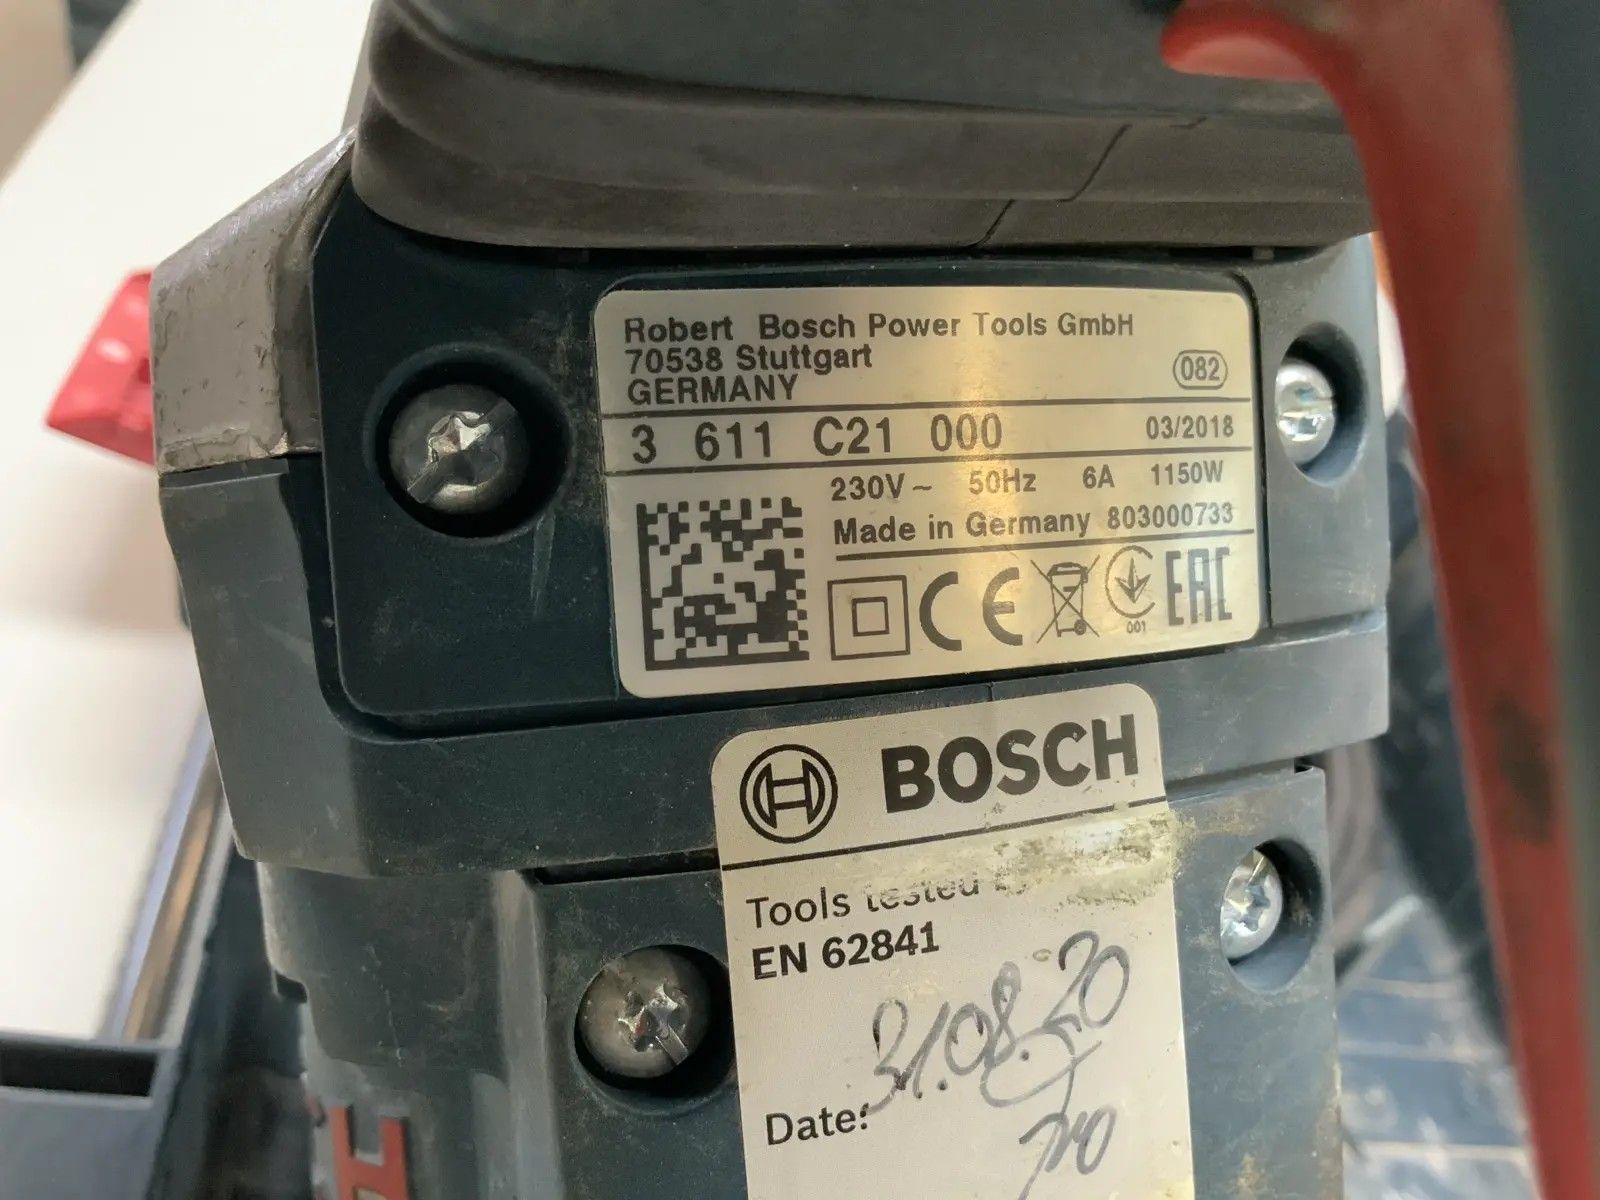 Robert Bosch Power Tools GmbH
70538 Stuttgart
GERMANY
082
3 611 C21 000 03/2018
230V~ 50Hz 6A 1150W
Made in Germany 803000733
CE
001
EAC
BOSCH
Tools tested
EN 62841
31.08.20
Date: